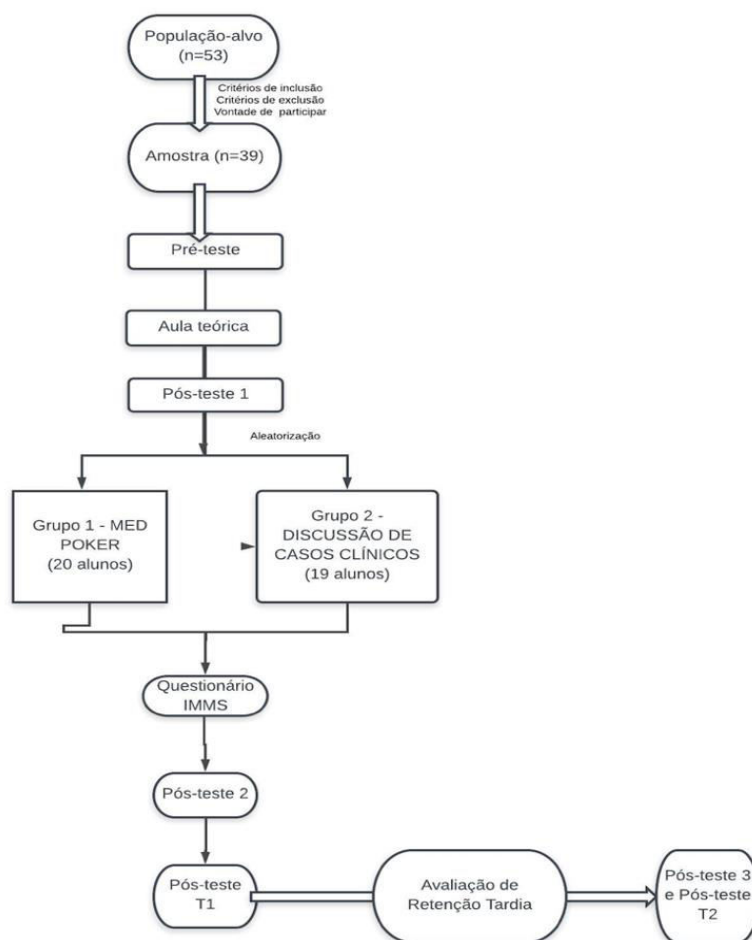 População-alvo
(n=53)
Critérios de inclusão
Critérios de exclusão
Vontade de participar
Amostra (n=39)
Pré-teste
Aula teórica
Pós-teste 1
Aleatorização
Grupo 1 - MED
POKER
(20 alunos)
Grupo 2 -
DISCUSSÃO DE
CASOS CLÍNICOS
(19 alunos)
Questionário
IMMS
Pós-teste 2
Pós-teste
T1
Avaliação de
Retenção Tardia
Pós-teste 3
e Pós-teste
T2